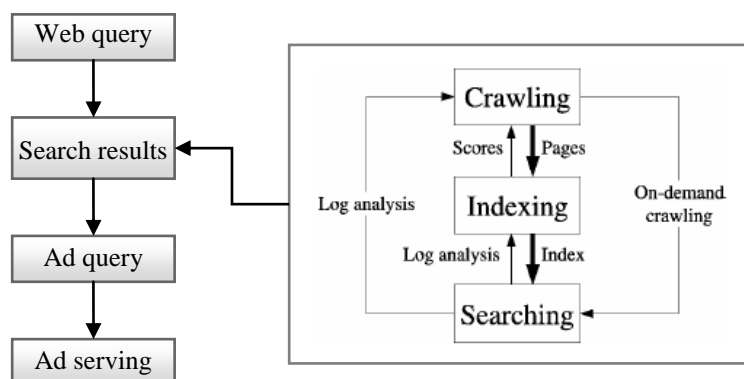 Web query
Search results
Ad query
Ad serving
Crawling
Scores
Pages
Log analysis
Indexing
On-demand
crawling
Log analysis
Index
Searching